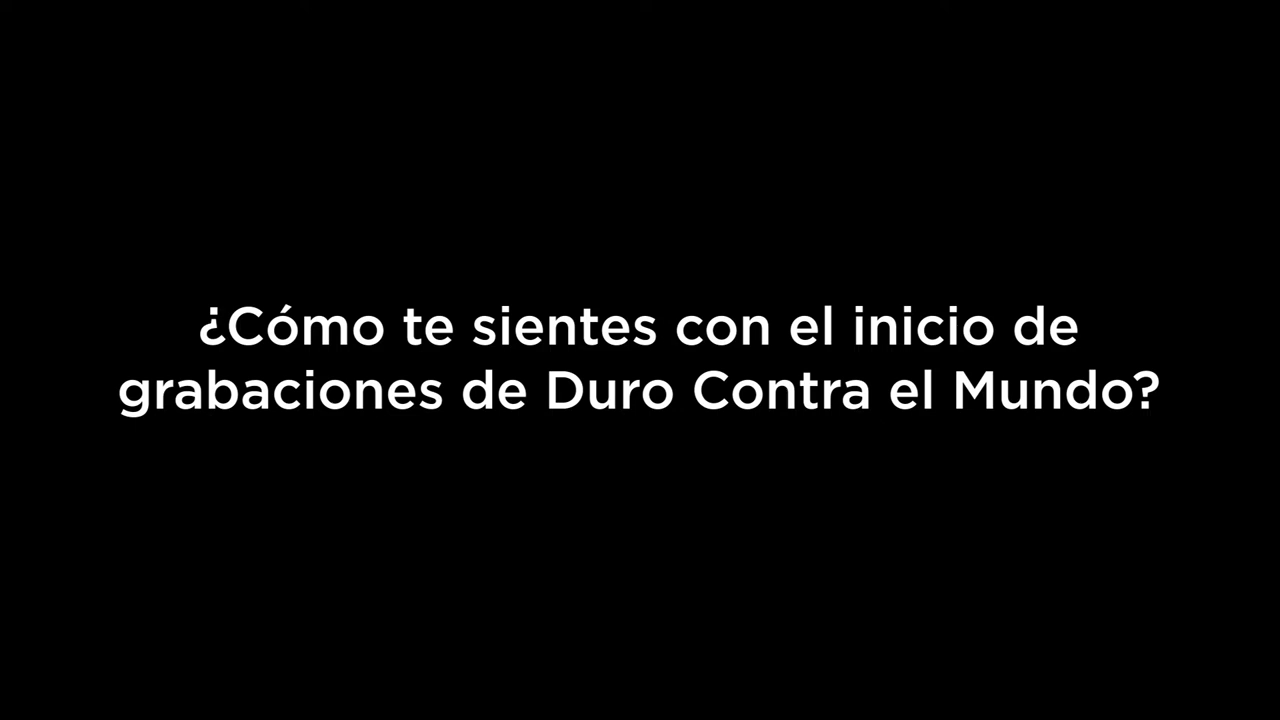 ¿Cómo te sientes con el inicio de
grabaciones de Duro Contra el Mundo?